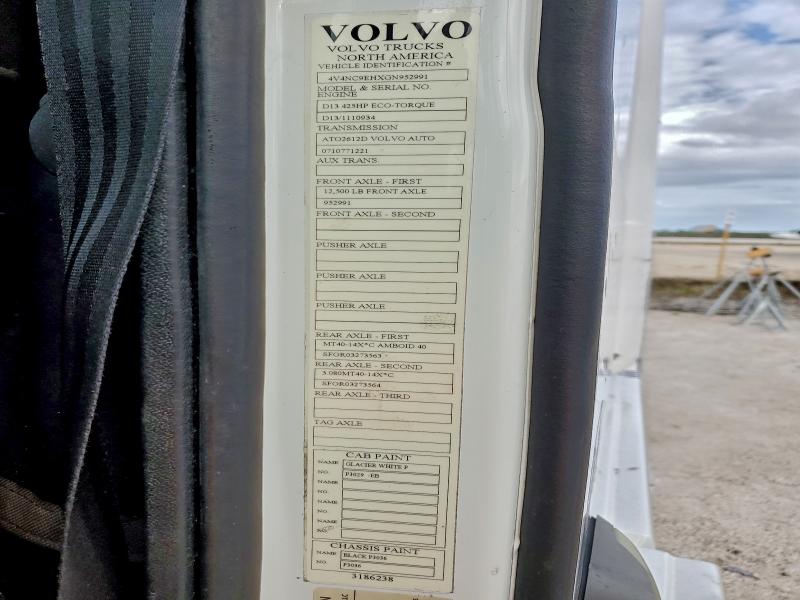 VOLVO
VOLVO TRUCKS
NORTH AMERICA
VEHICLE IDENTIFICATION #
4V4NC9EHXGN952991
MODEL & SERIAL NO.
ENGINE
D13 425HP ECO-TORQUE
D13/1110934
TRANSMISSION
ATO2612D VOLVO AUTO
0710771221
AUX TRANS.
FRONT AXLE - FIRST
12,500 LB FRONT AXLE
952991
FRONT AXLE - SECOND
PUSHER AXLE
PUSHER AXLE
PUSHER AXLE
REAR AXLE - FIRST
MT40-14X*C AMBOID 40
SFOR03273563
REAR AXLE - SECOND
3.080MT40-14X*C
SFOR03273564
REAR AXLE - THIRD
TAG AXLE
CAB PAINT
NAME GLACIER WHITE P
NO. P3029 -EB
NAME
NO.
NAME
NO.
NAME
NO.
CHASSIS PAINT
NAME BLACK P3036
NO. P3036
3186238